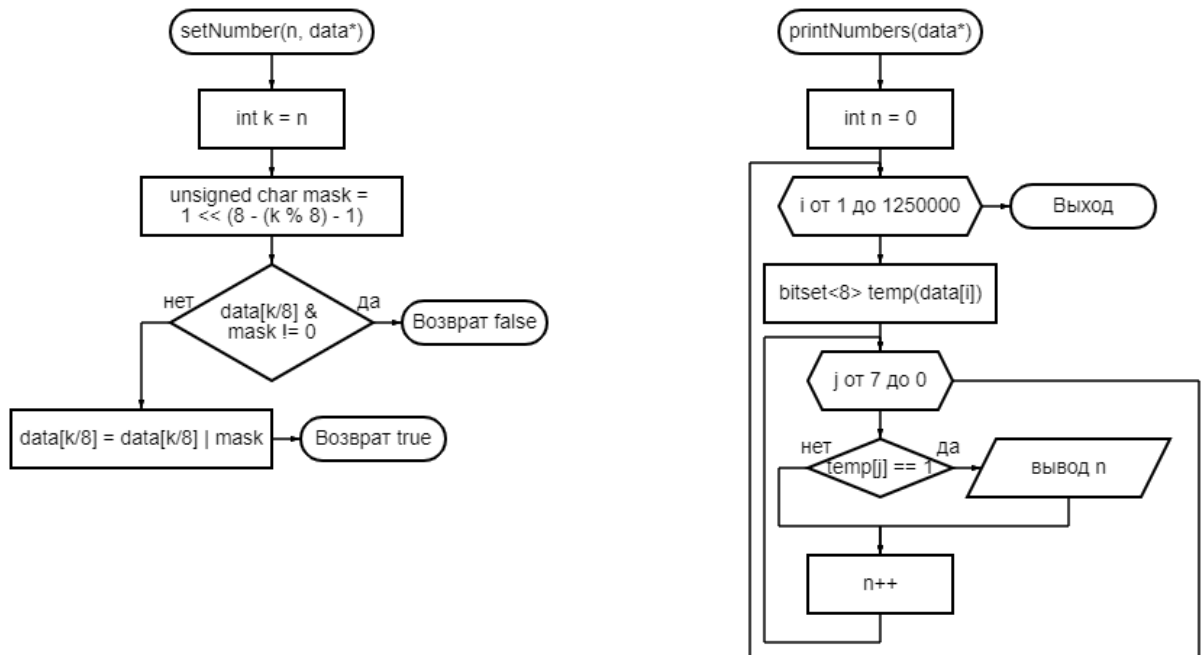 setNumber(n, data*)
int k = n
unsigned char mask =
1 << (8 - (k % 8) - 1)
нет
да
data[k/8] &
mask != 0
Возврат false
data[k/8] = data[k/8] | mask
Возврат true
printNumbers(data*)
int n = 0
i от 1 до 1250000
Выход
bitset<8> temp(data[i])
j от 7 до 0
нет
да
temp[j] == 1
вывод n
n++